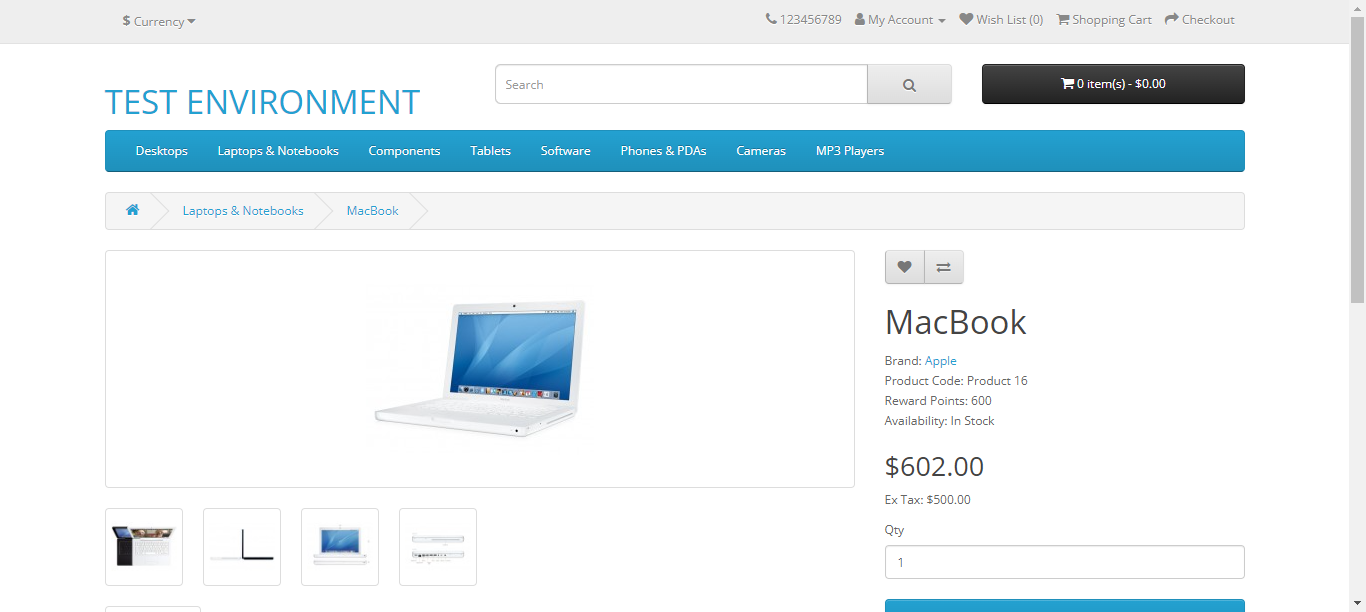 $ Currency
123456789 My Account Wish List (0) Shopping Cart Checkout
TEST ENVIRONMENT
Search
0 item(s) - $0.00
Desktops Laptops & Notebooks Components Tablets Software Phones & PDAs Cameras MP3 Players
Laptops & Notebooks MacBook
MacBook
Brand: Apple
Product Code: Product 16
Reward Points: 600
Availability: In Stock
$602.00
Ex Tax: $500.00
Qty
1